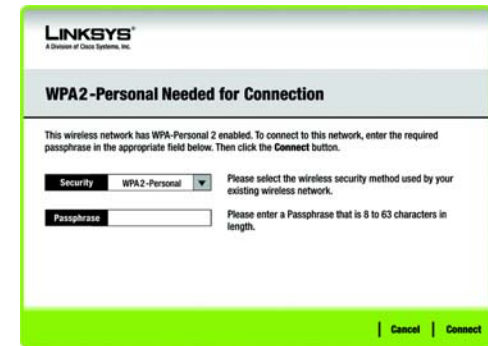 LINKSYS®
A Division of Cisco Systems, Inc.
WPA2-Personal Needed for Connection
This wireless network has WPA-Personal 2 enabled. To connect to this network, enter the required
passphrase in the appropriate field below. Then click the Connect button.
Security WPA2-Personal Please select the wireless security method used by your
existing wireless network.
Passphrase Please enter a Passphrase that is 8 to 63 characters in
length.
Cancel Connect